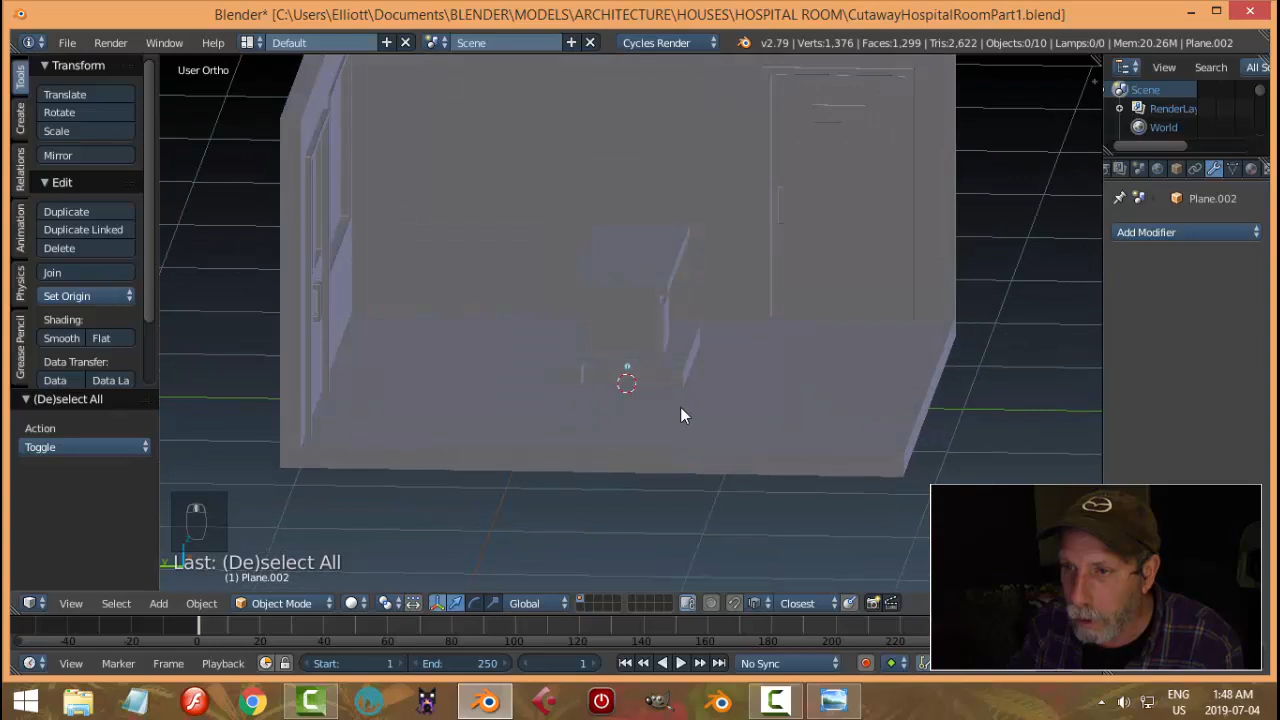 Blender* [C:\Users\Elliott\Documents\BLENDER\MODELS\ARCHITECTURE\HOUSES\HOSPITAL ROOM\CutawayHospitalRoomPart1.blend]
File Render Window Help Default Scene Cycles Render v2.79 | Verts:1,376 | Faces:1,299 | Tris:2,622 | Objects:0/10 | Lamps:0/0 | Mem:20.26M | Plane.002
Tools
Create
Relations
Animation
Physics
Grease Pencil
Transform
Translate
Rotate
Scale
Mirror
Edit
Duplicate
Duplicate Linked
Delete
Join
Set Origin
Shading:
Smooth Flat
Data Transfer:
Data Data La
(De)select All
Action
Toggle
User Ortho
Last: (De)select All
(1) Plane.002
View Search All Sc
Scene
RenderLay
World
Plane.002
Add Modifier
View Select Add Object Object Mode Global Closest
-40 -20 0 20 40 60 80 100 120 140 160 180 200 220
View Marker Frame Playback Start: 1 End: 250 1 No Sync
ENG 1:48 AM
US 2019-07-04